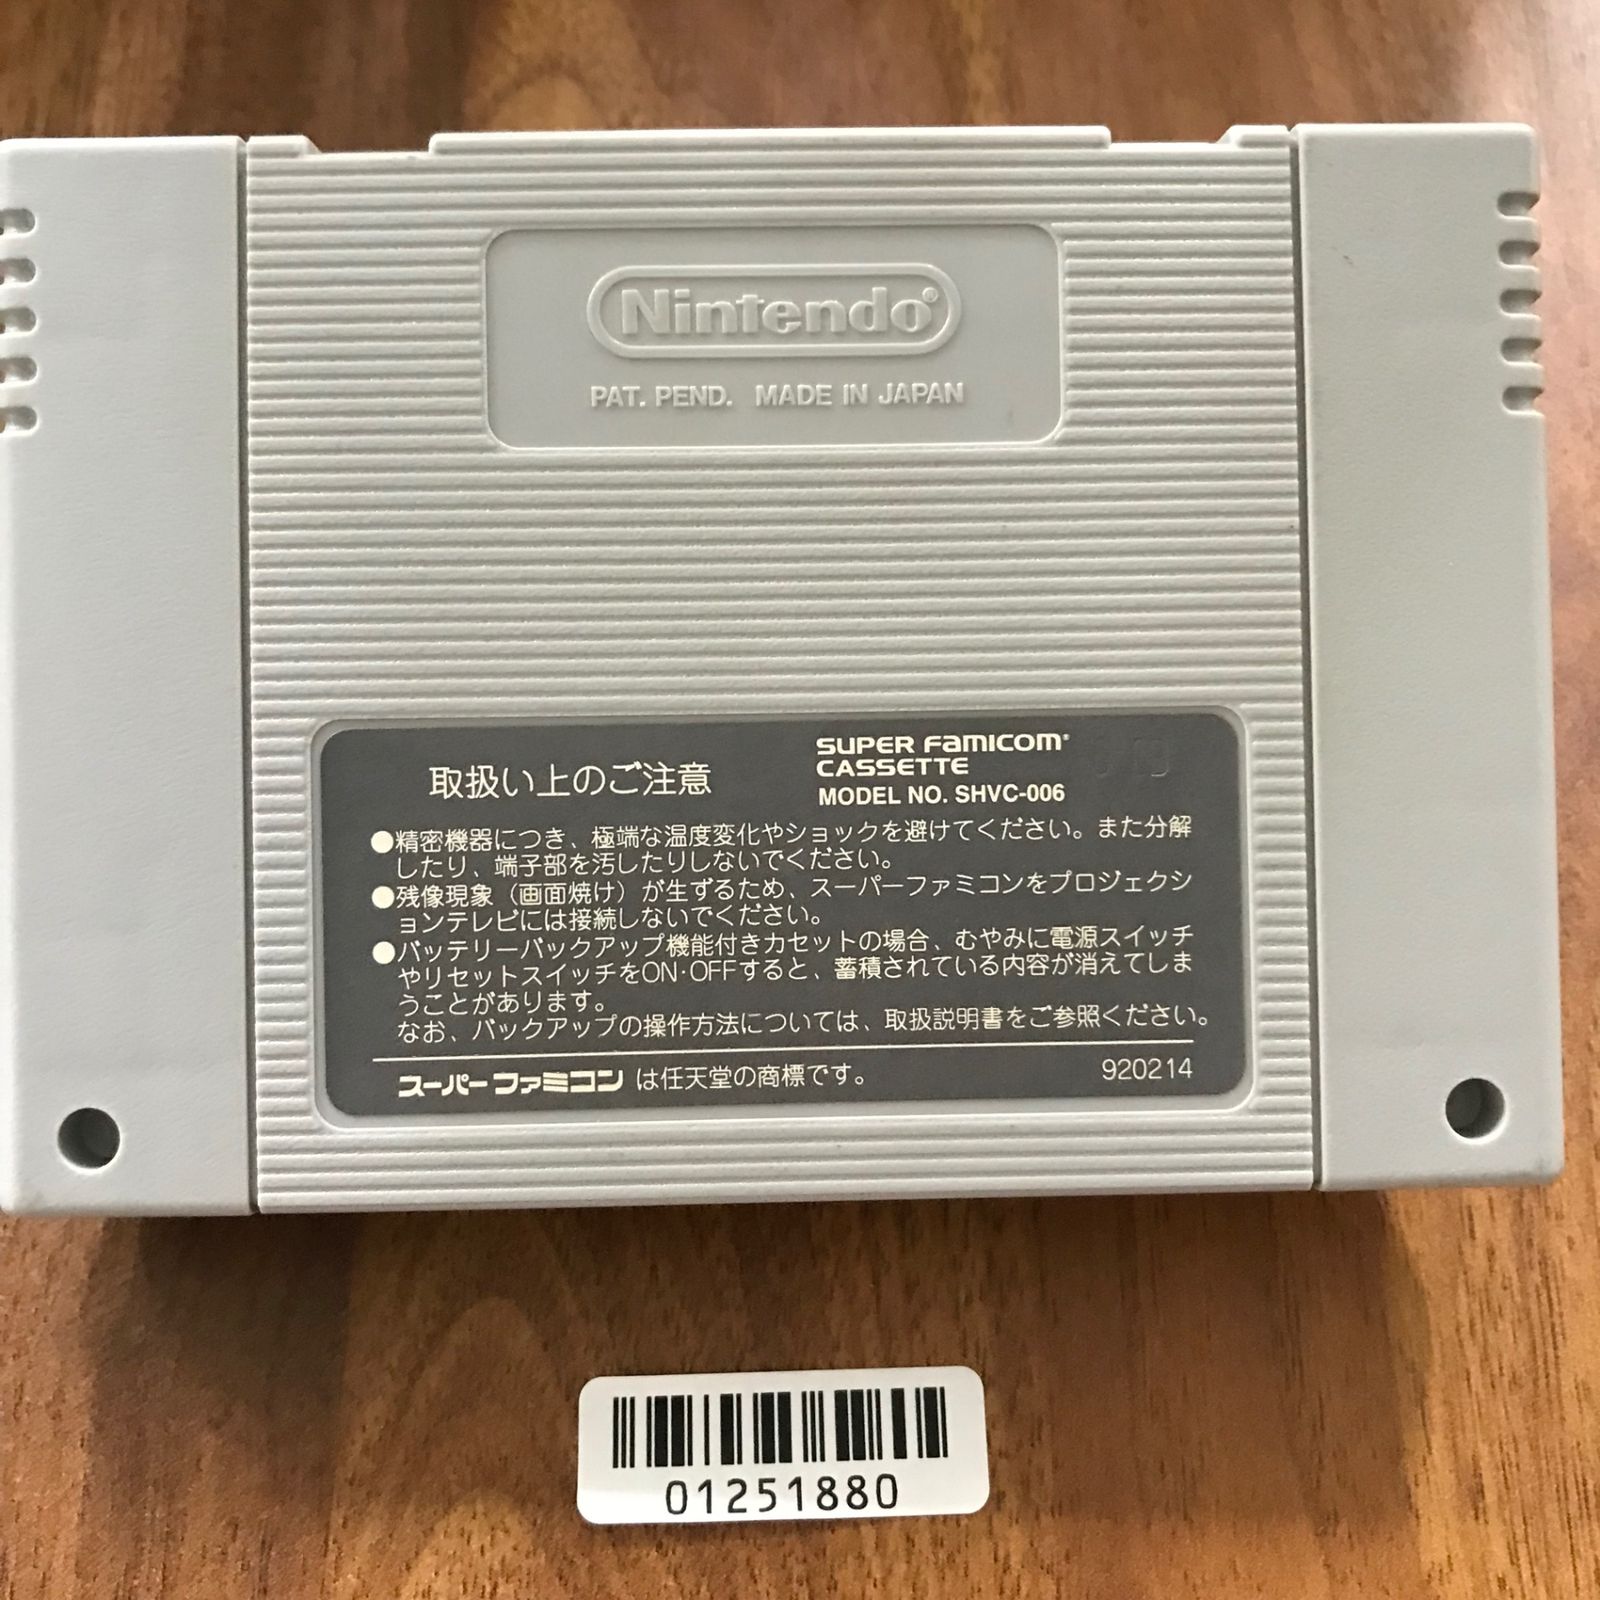 Nintendo®
PAT. PEND. MADE IN JAPAN
取扱い上のご注意
SUPER FAMICOM®
CASSETTE
MODEL NO. SHVC-006
●精密機器につき、極端な温度変化やショックを避けてください。また分解
したり、端子部を汚したりしないでください。
●残像現象（画面焼け）が生ずるため、スーパーファミコンをプロジェクシ
ョンテレビには接続しないでください。
●バッテリーバックアップ機能付きカセットの場合、むやみに電源スイッチ
やリセットスイッチをON·OFFすると、蓄積されている内容が消えてしま
うことがあります。
なお、バックアップの操作方法については、取扱説明書をご参照ください。
スーパーファミコン は任天堂の商標です。
920214
01251880